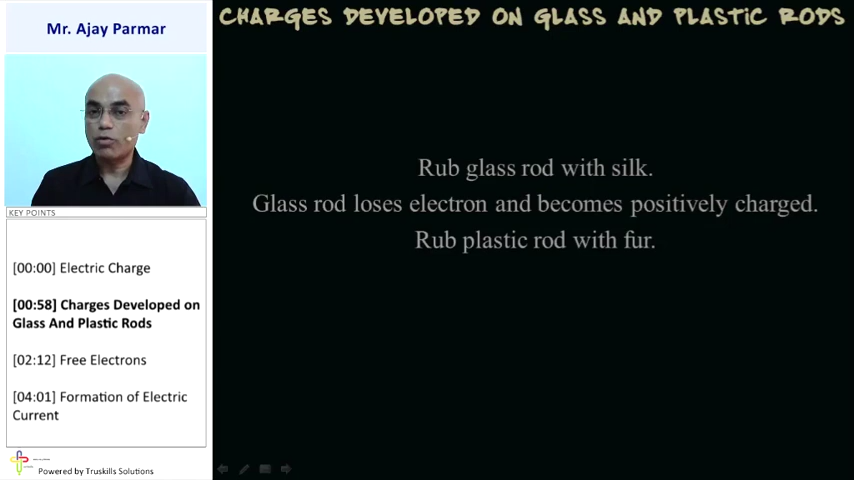 Mr. Ajay Parmar
CHARGES DEVELOPED ON GLASS AND PLASTIC RODS
Rub glass rod with silk.
Glass rod loses electron and becomes positively charged.
Rub plastic rod with fur.
KEY POINTS
[00:00] Electric Charge
[00:58] Charges Developed on
Glass And Plastic Rods
[02:12] Free Electrons
[04:01] Formation of Electric
Current
Powered by Truskills Solutions